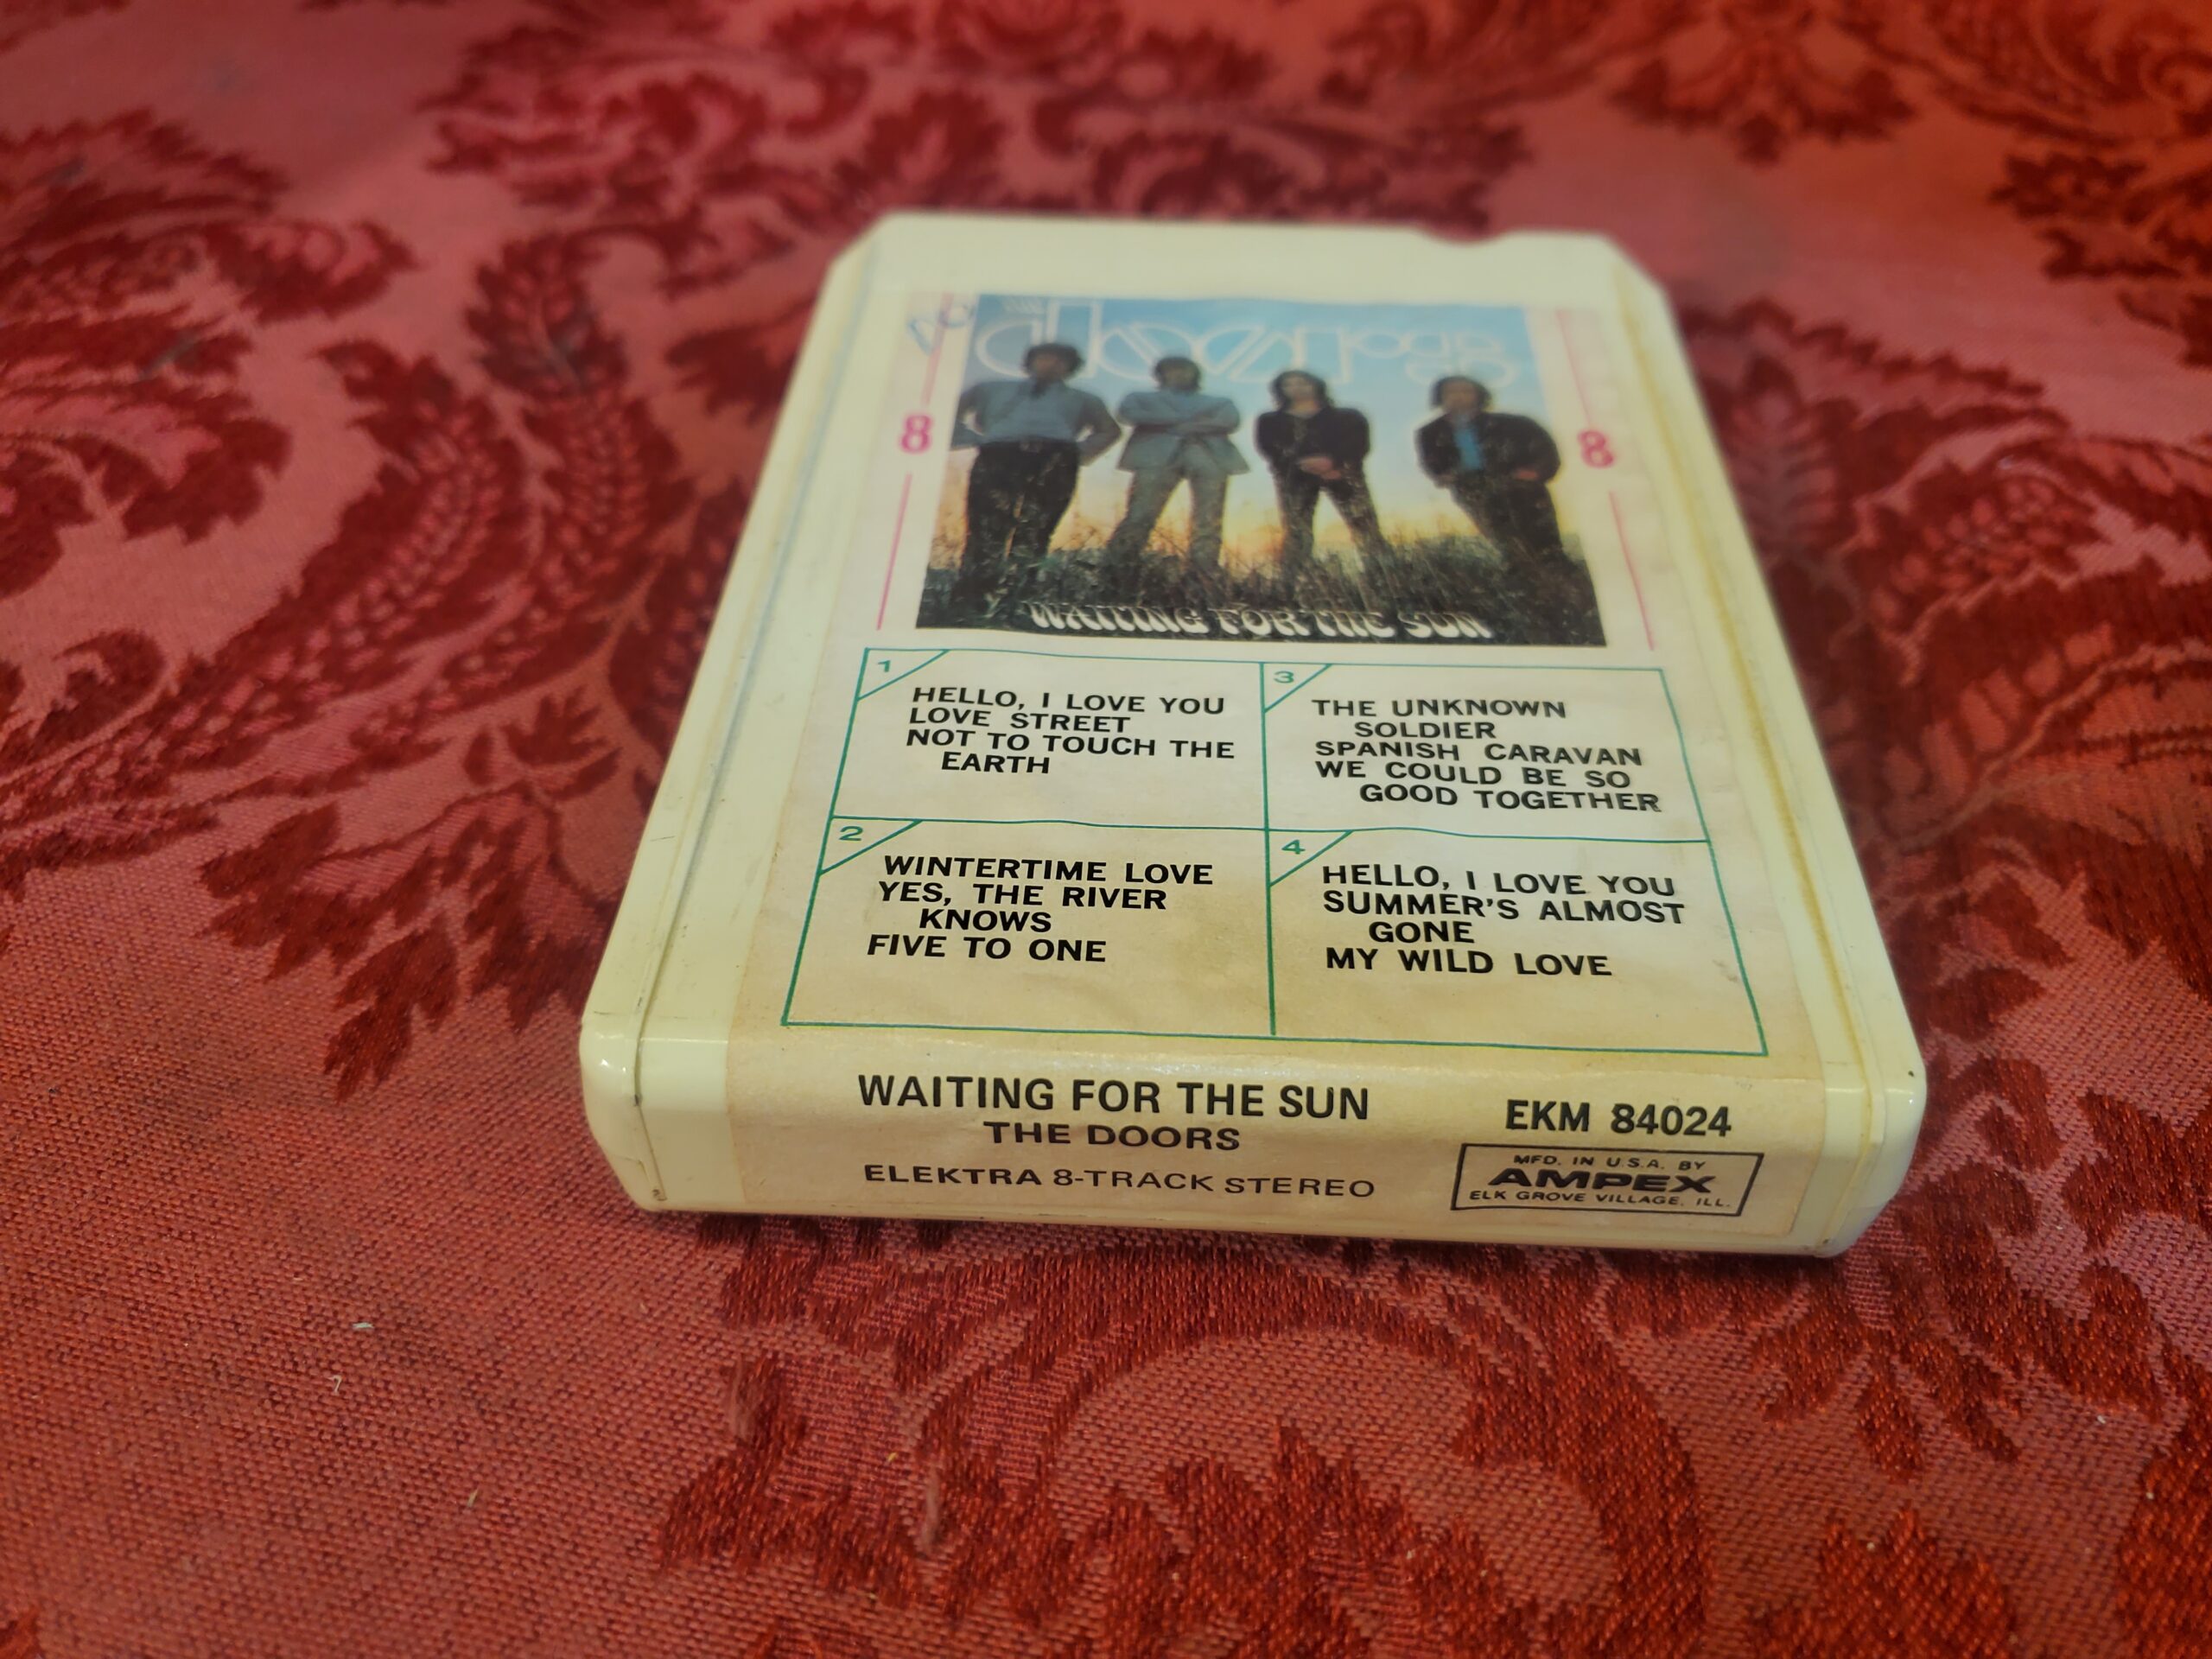 THE
DOORS
8
8
WAITING FOR THE SUN
1
HELLO, I LOVE YOU
LOVE STREET
NOT TO TOUCH THE
EARTH
2
WINTERTIME LOVE
YES, THE RIVER
KNOWS
FIVE TO ONE
3
THE UNKNOWN
SOLDIER
SPANISH CARAVAN
WE COULD BE SO
GOOD TOGETHER
4
HELLO, I LOVE YOU
SUMMER'S ALMOST
GONE
MY WILD LOVE
WAITING FOR THE SUN
THE DOORS
ELEKTRA 8-TRACK STEREO
EKM 84024
MFD. IN U.S.A. BY
AMPEX
ELK GROVE VILLAGE, ILL.